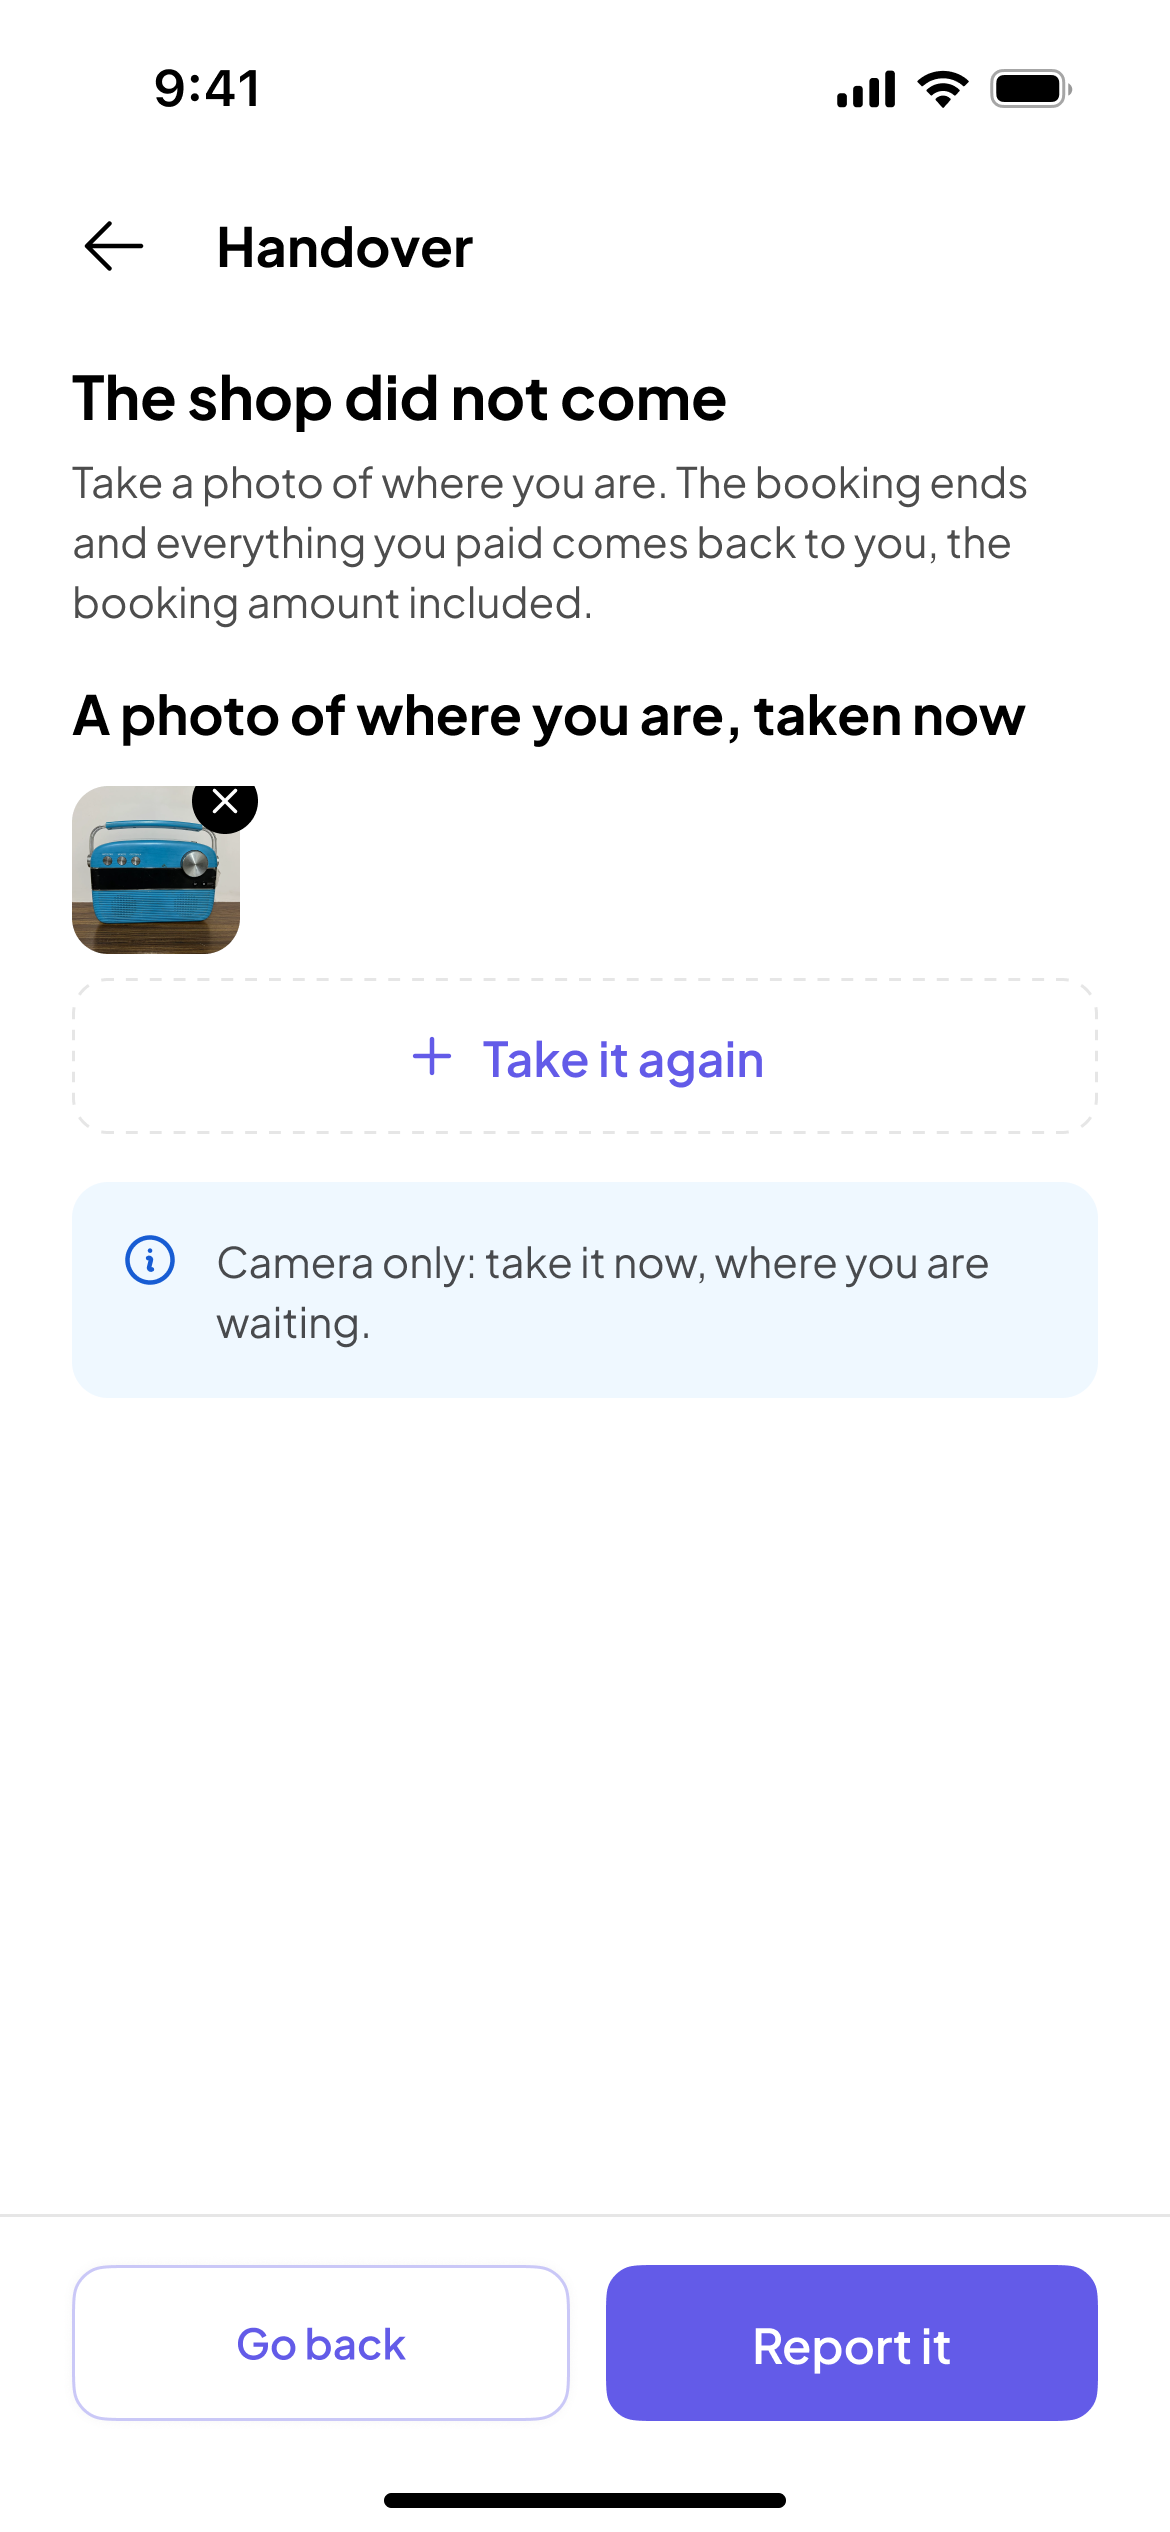 9:41
Handover
The shop did not come
Take a photo of where you are. The booking ends
and everything you paid comes back to you, the
booking amount included.
A photo of where you are, taken now
Take it again
Camera only: take it now, where you are
waiting.
Go back
Report it